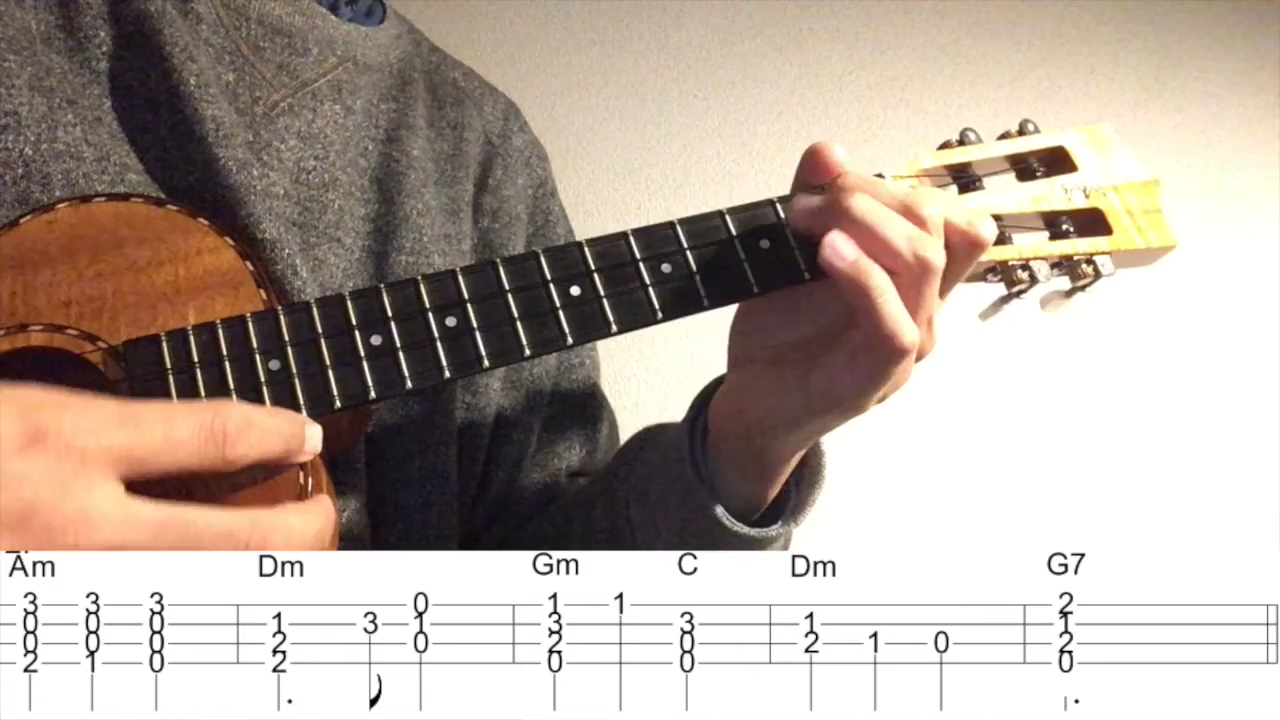 Am Dm Gm C Dm G7
3 3 3 0 1 1 2
0 0 0 1 3 1 3 3 1 1
0 0 0 2 0 2 0 2 1 0 2
2 1 0 2 0 0 0